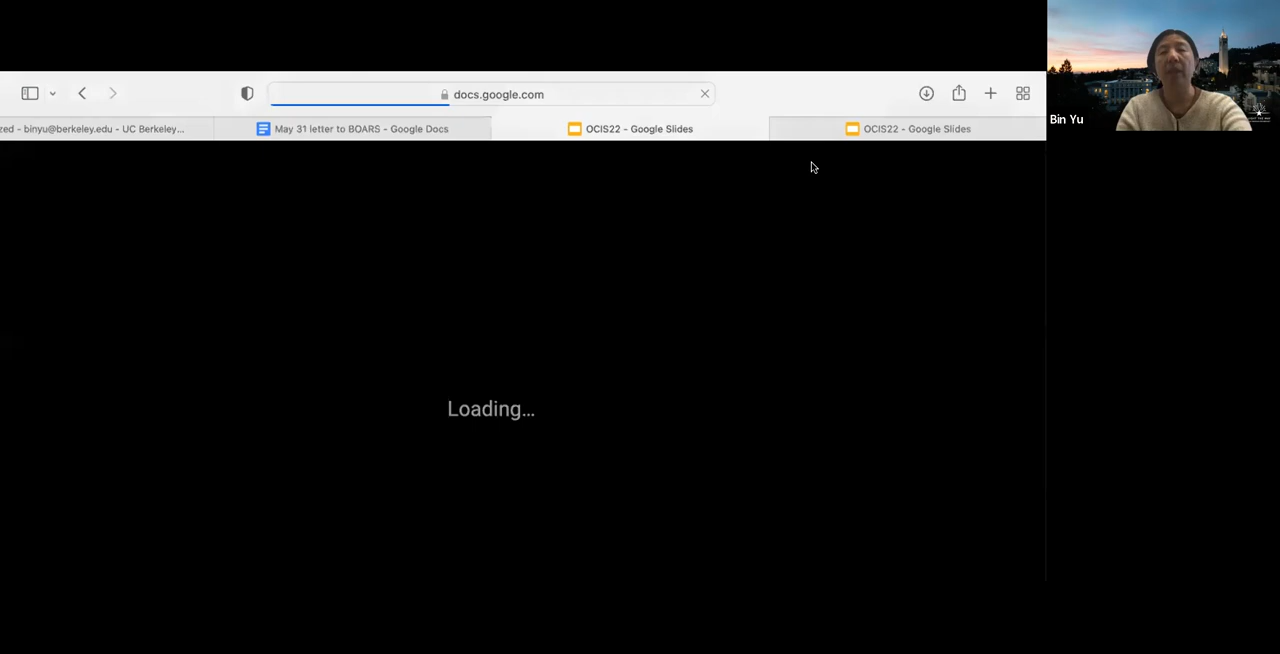 docs.google.com
zed - binyu@berkeley.edu - UC Berkeley...
May 31 letter to BOARS - Google Docs
OCIS22 - Google Slides
OCIS22 - Google Slides
Bin Yu
Loading...